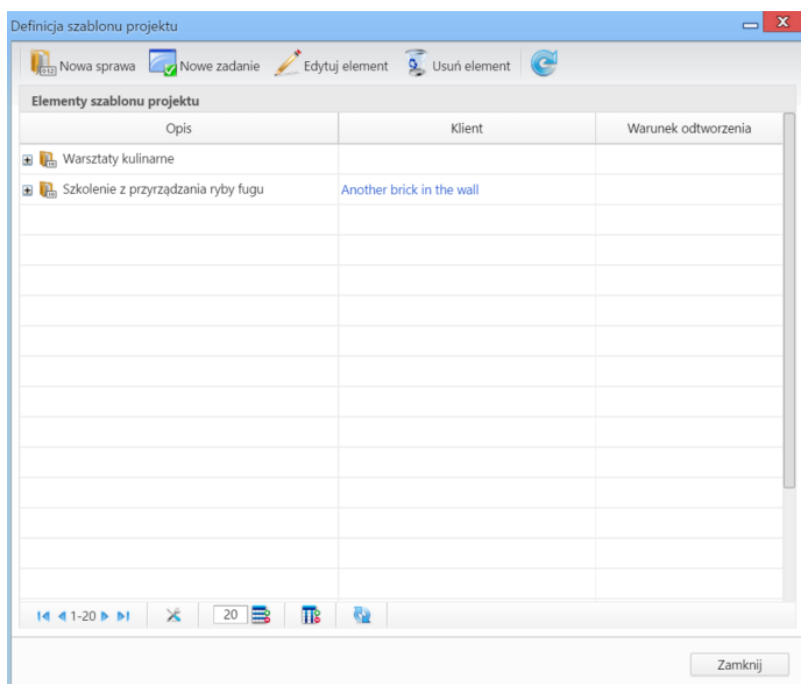 Definicja szablonu projektu
Nowa sprawa Nowe zadanie Edytuj element Usuń element
Elementy szablonu projektu
Opis Klient Warunek odtworzenia
Warsztaty kulinarne
Szkolenie z przyrządzania ryby fugu Another brick in the wall
1-20 20
Zamknij